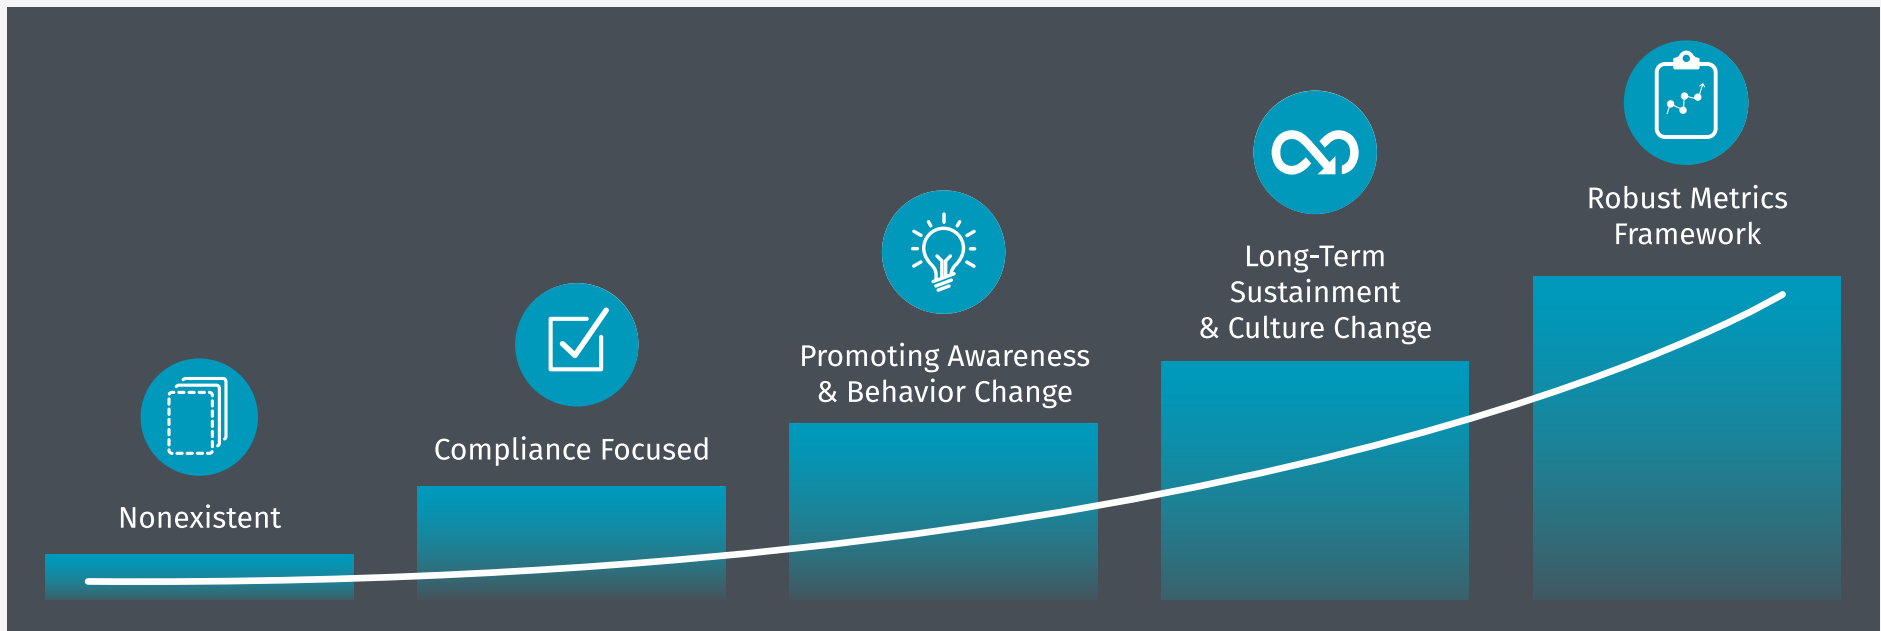 Nonexistent
Compliance Focused
Promoting Awareness
& Behavior Change
Long-Term
Sustainment
& Culture Change
Robust Metrics
Framework